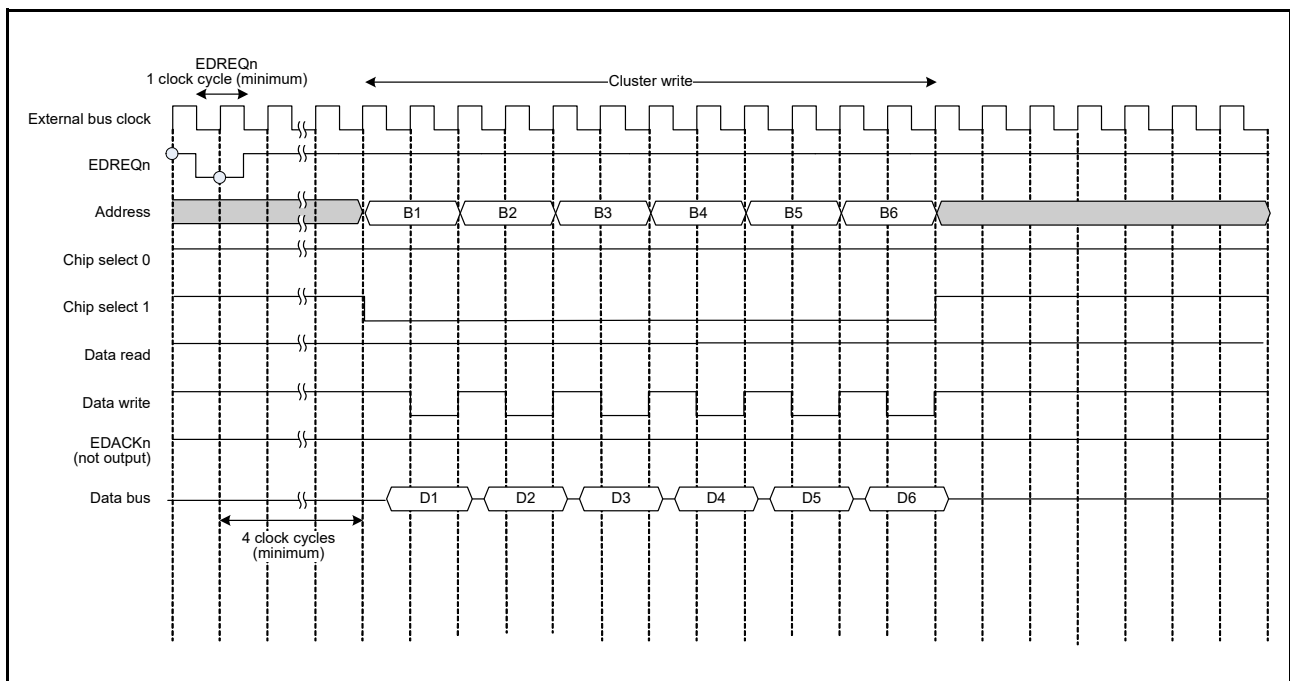 EDREQn
1 clock cycle (minimum)
Cluster write
External bus clock
EDREQn
Address
B1 B2 B3 B4 B5 B6
Chip select 0
Chip select 1
Data read
Data write
EDACKn
(not output)
Data bus
D1 D2 D3 D4 D5 D6
4 clock cycles
(minimum)